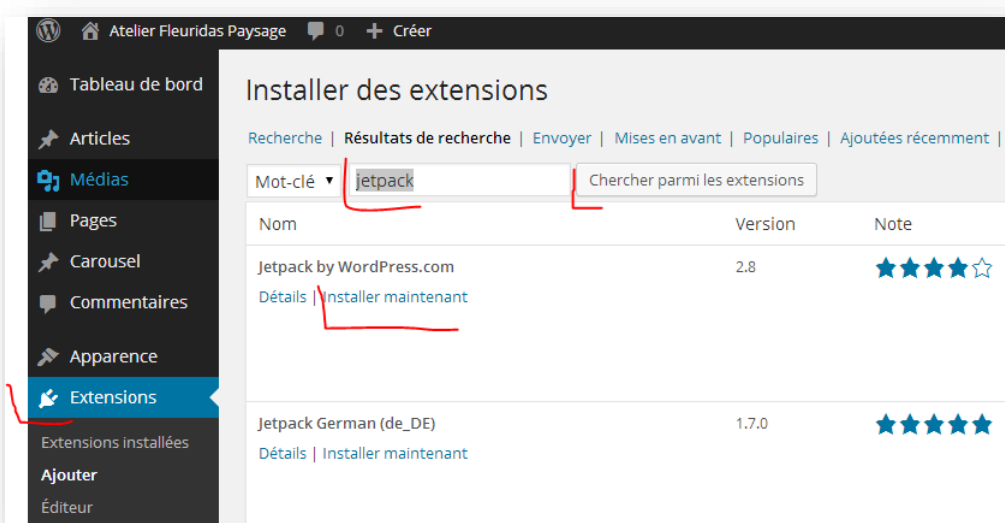 Atelier Fleuridas Paysage 0 + Créer
Tableau de bord
Articles
Médias
Pages
Carousel
Commentaires
Apparence
Extensions
Extensions installées
Ajouter
Éditeur
Installer des extensions
Recherche | Résultats de recherche | Envoyer | Mises en avant | Populaires | Ajoutées récemment |
Mot-clé jetpack Chercher parmi les extensions
Nom Version Note
Jetpack by WordPress.com 2.8
Détails | Installer maintenant
Jetpack German (de_DE) 1.7.0
Détails | Installer maintenant